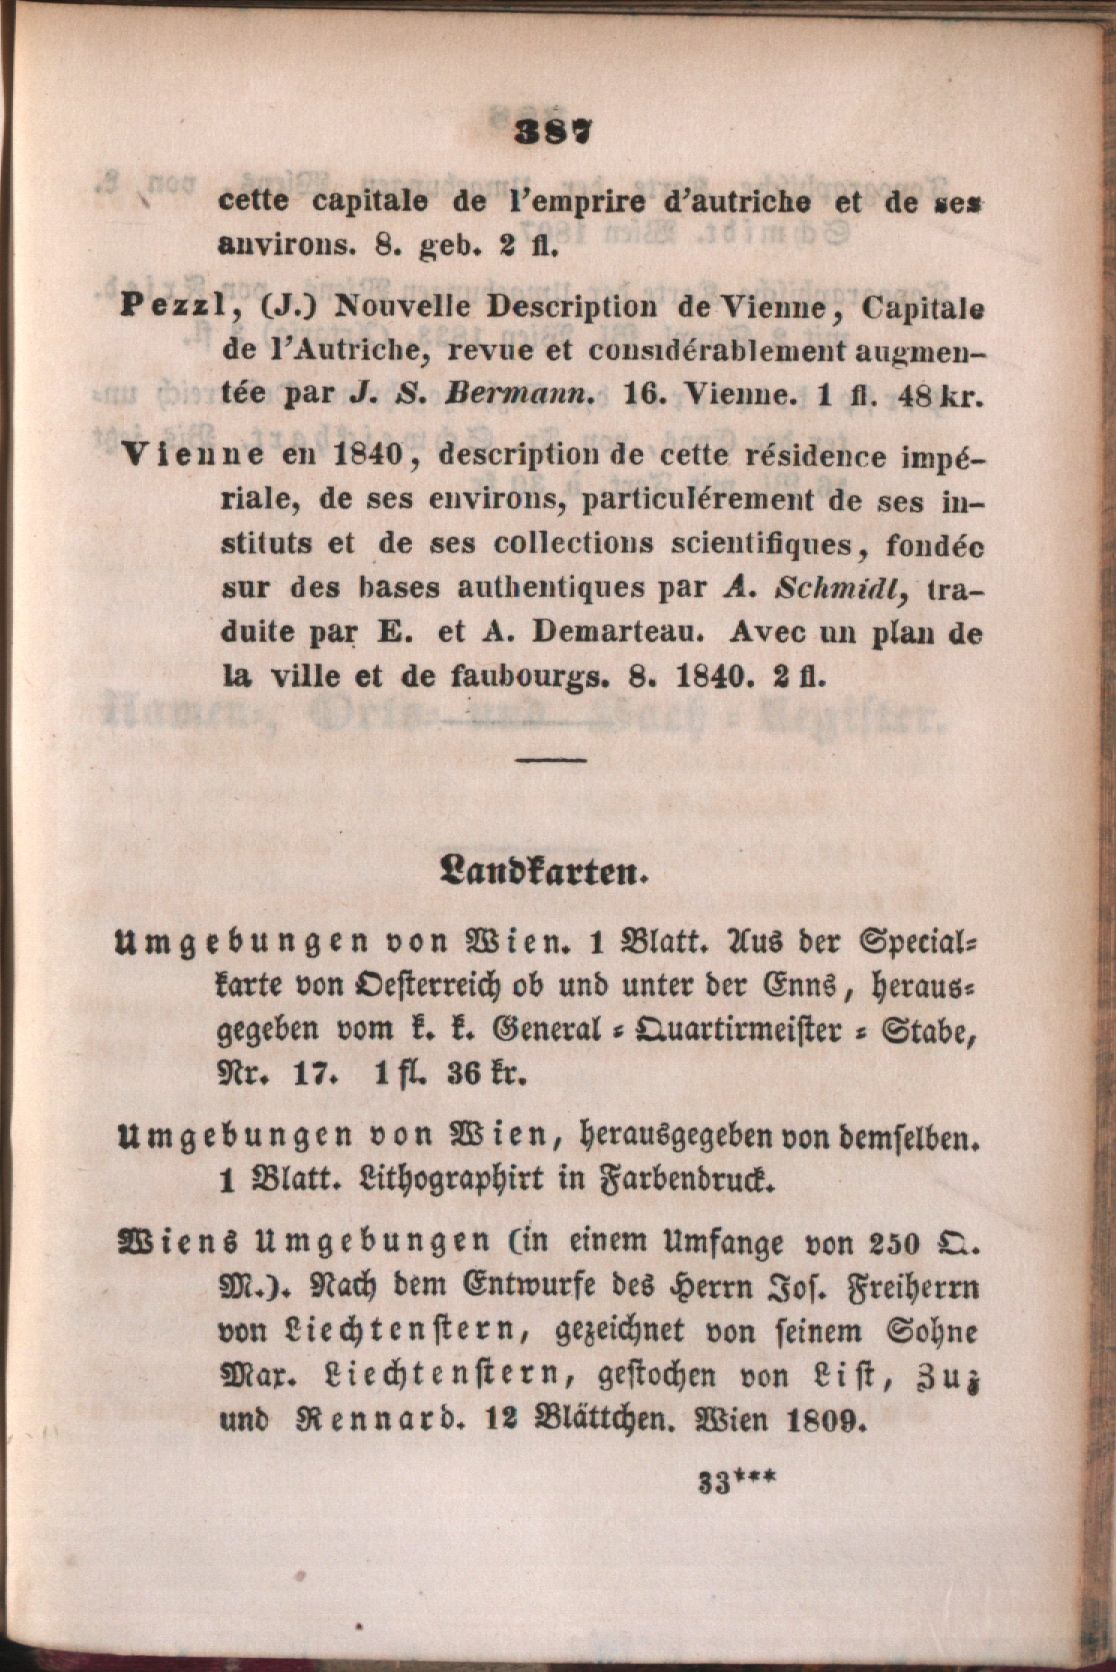 387
cette capitale de l'emprire d'autriche et de ses
anvirons. 8. geb. 2 fl.
Pezzl, (J.) Nouvelle Description de Vienne, Capitale
de l'Autriche, revue et considérablement augmen-
tée par J. S. Bermann. 16. Vienne. 1 fl. 48 kr.
Vienne en 1840, description de cette résidence impé-
riale, de ses environs, particulérement de ses in-
stituts et de ses collections scientifiques, fondéc
sur des bases authentiques par A. Schmidl, tra-
duite par E. et A. Demarteau. Avec un plan de
la ville et de faubourgs. 8. 1840. 2 fl.
Landkarten.
Umgebungen von Wien. 1 Blatt. Aus der Special-
karte von Oesterreich ob und unter der Enns, heraus-
gegeben vom k. k. General-Quartirmeister-Stabe,
Nr. 17. 1 fl. 36 kr.
Umgebungen von Wien, herausgegeben von demselben.
1 Blatt. Lithographirt in Farbendruck.
Wiens Umgebungen (in einem Umfange von 250 Q.
M.). Nach dem Entwurfe des Herrn Jos. Freiherrn
von Liechtenstern, gezeichnet von seinem Sohne
Max. Liechtenstern, gestochen von List, Zuz
und Rennard. 12 Blättchen. Wien 1809.
33***